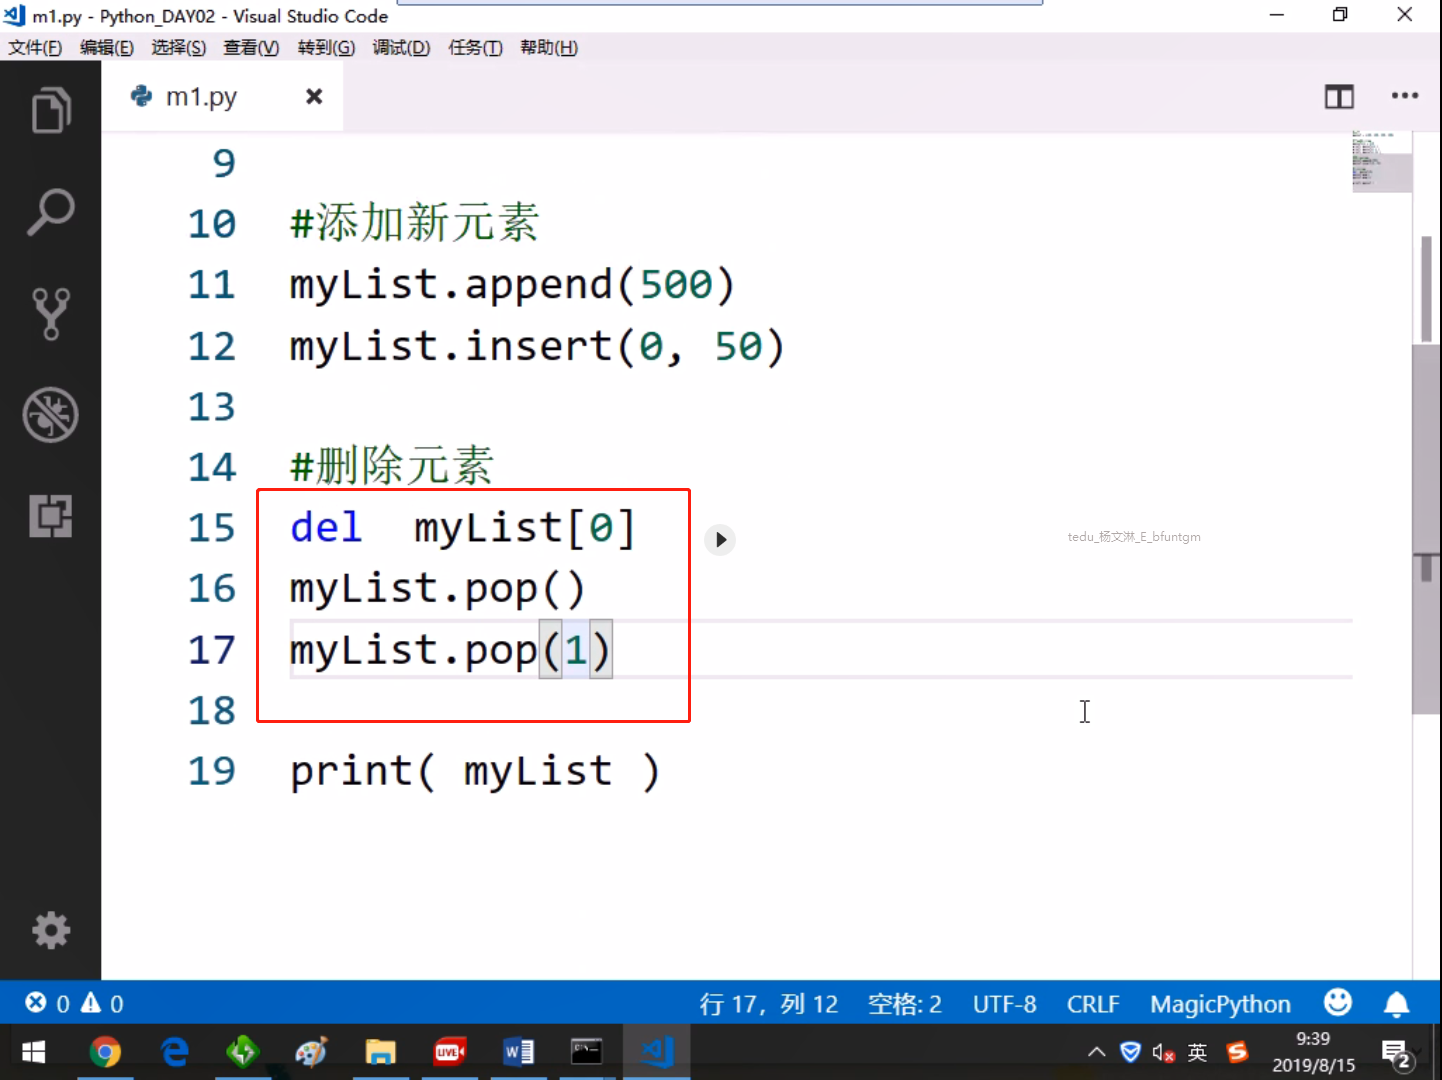 m1.py - Python_DAY02 - Visual Studio Code
文件(F) 编辑(E) 选择(S) 查看(V) 转到(G) 调试(D) 任务(T) 帮助(H)
m1.py
9
10 #添加新元素
11 myList.append(500)
12 myList.insert(0, 50)
13
14 #删除元素
15 del  myList[0]
16 myList.pop()
17 myList.pop(1)
18
19 print( myList )
tedu_杨文淋_E_bfuntgm
0 0 行 17，列 12 空格: 2 UTF-8 CRLF MagicPython
LIVE 英 9:39
2019/8/15 2